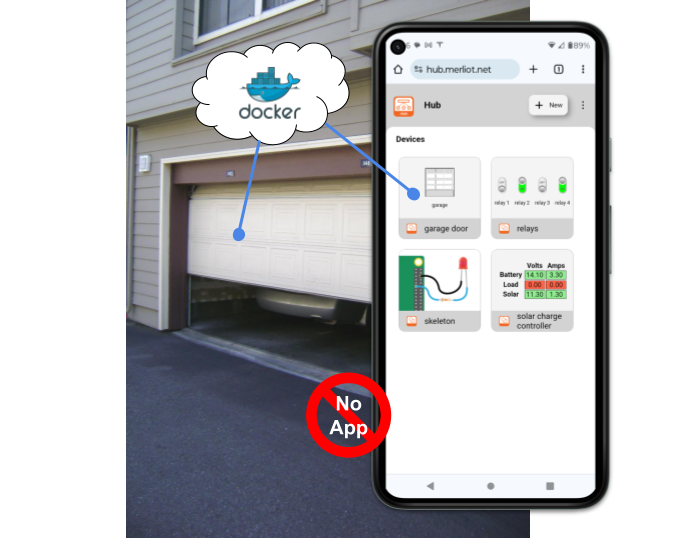 docker
6
89%
hub.merliot.net
1
Hub
+ New
Devices
garage
garage door
relay 1 relay 2 relay 3 relay 4
relays
skeleton
Volts Amps
Battery 14.10 3.30
Load 0.00 0.00
Solar 11.30 1.30
solar charge
controller
No
App